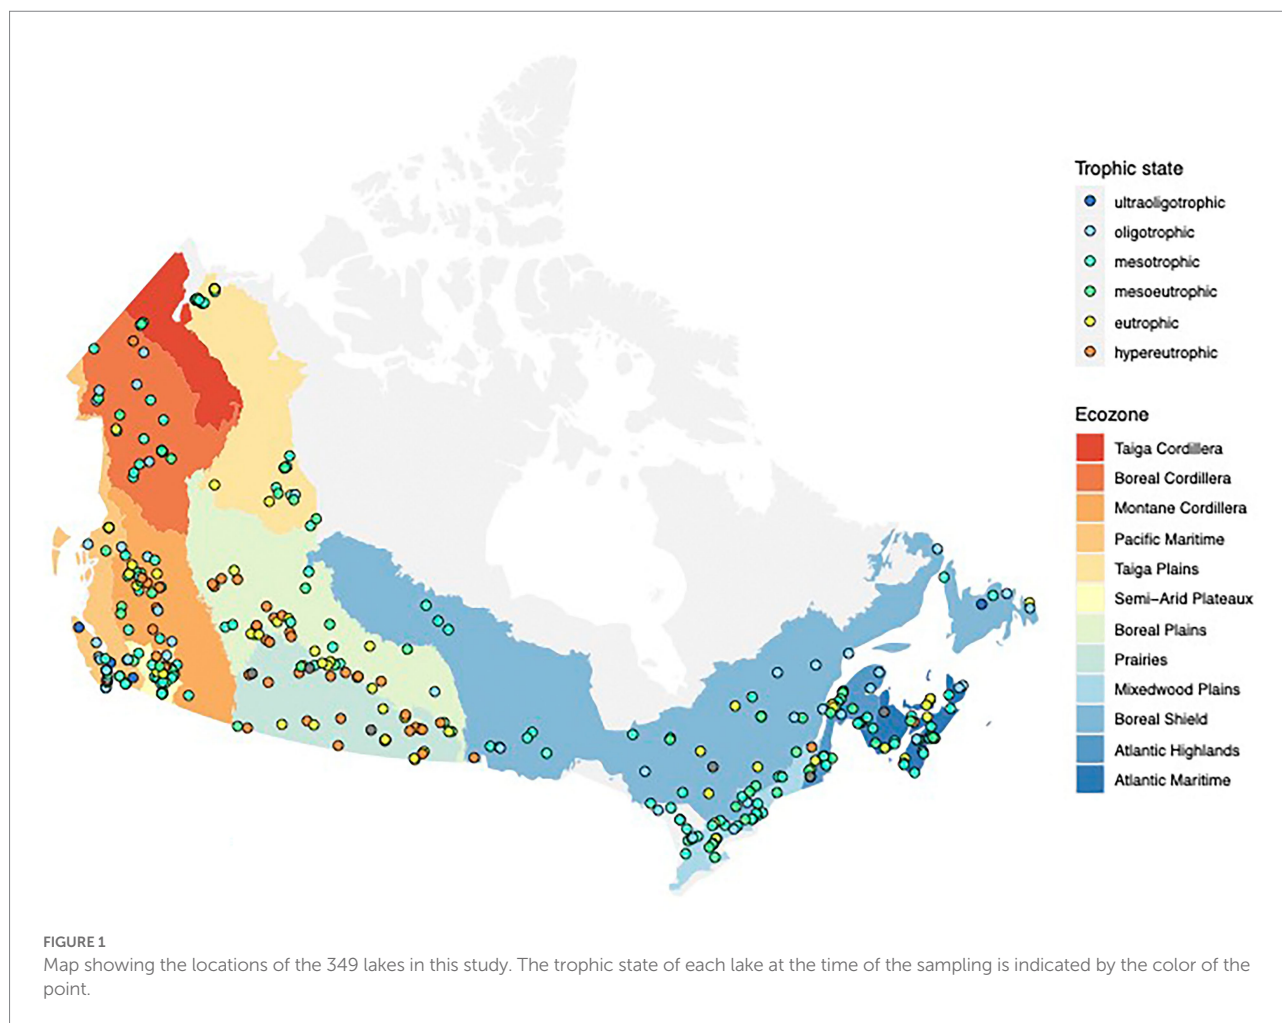 Trophic state
ultraoligotrophic
oligotrophic
mesotrophic
mesoeutrophic
eutrophic
hypereutrophic
Ecozone
Taiga Cordillera
Boreal Cordillera
Montane Cordillera
Pacific Maritime
Taiga Plains
Semi-Arid Plateaux
Boreal Plains
Prairies
Mixedwood Plains
Boreal Shield
Atlantic Highlands
Atlantic Maritime
FIGURE 1
Map showing the locations of the 349 lakes in this study. The trophic state of each lake at the time of the sampling is indicated by the color of the
point.